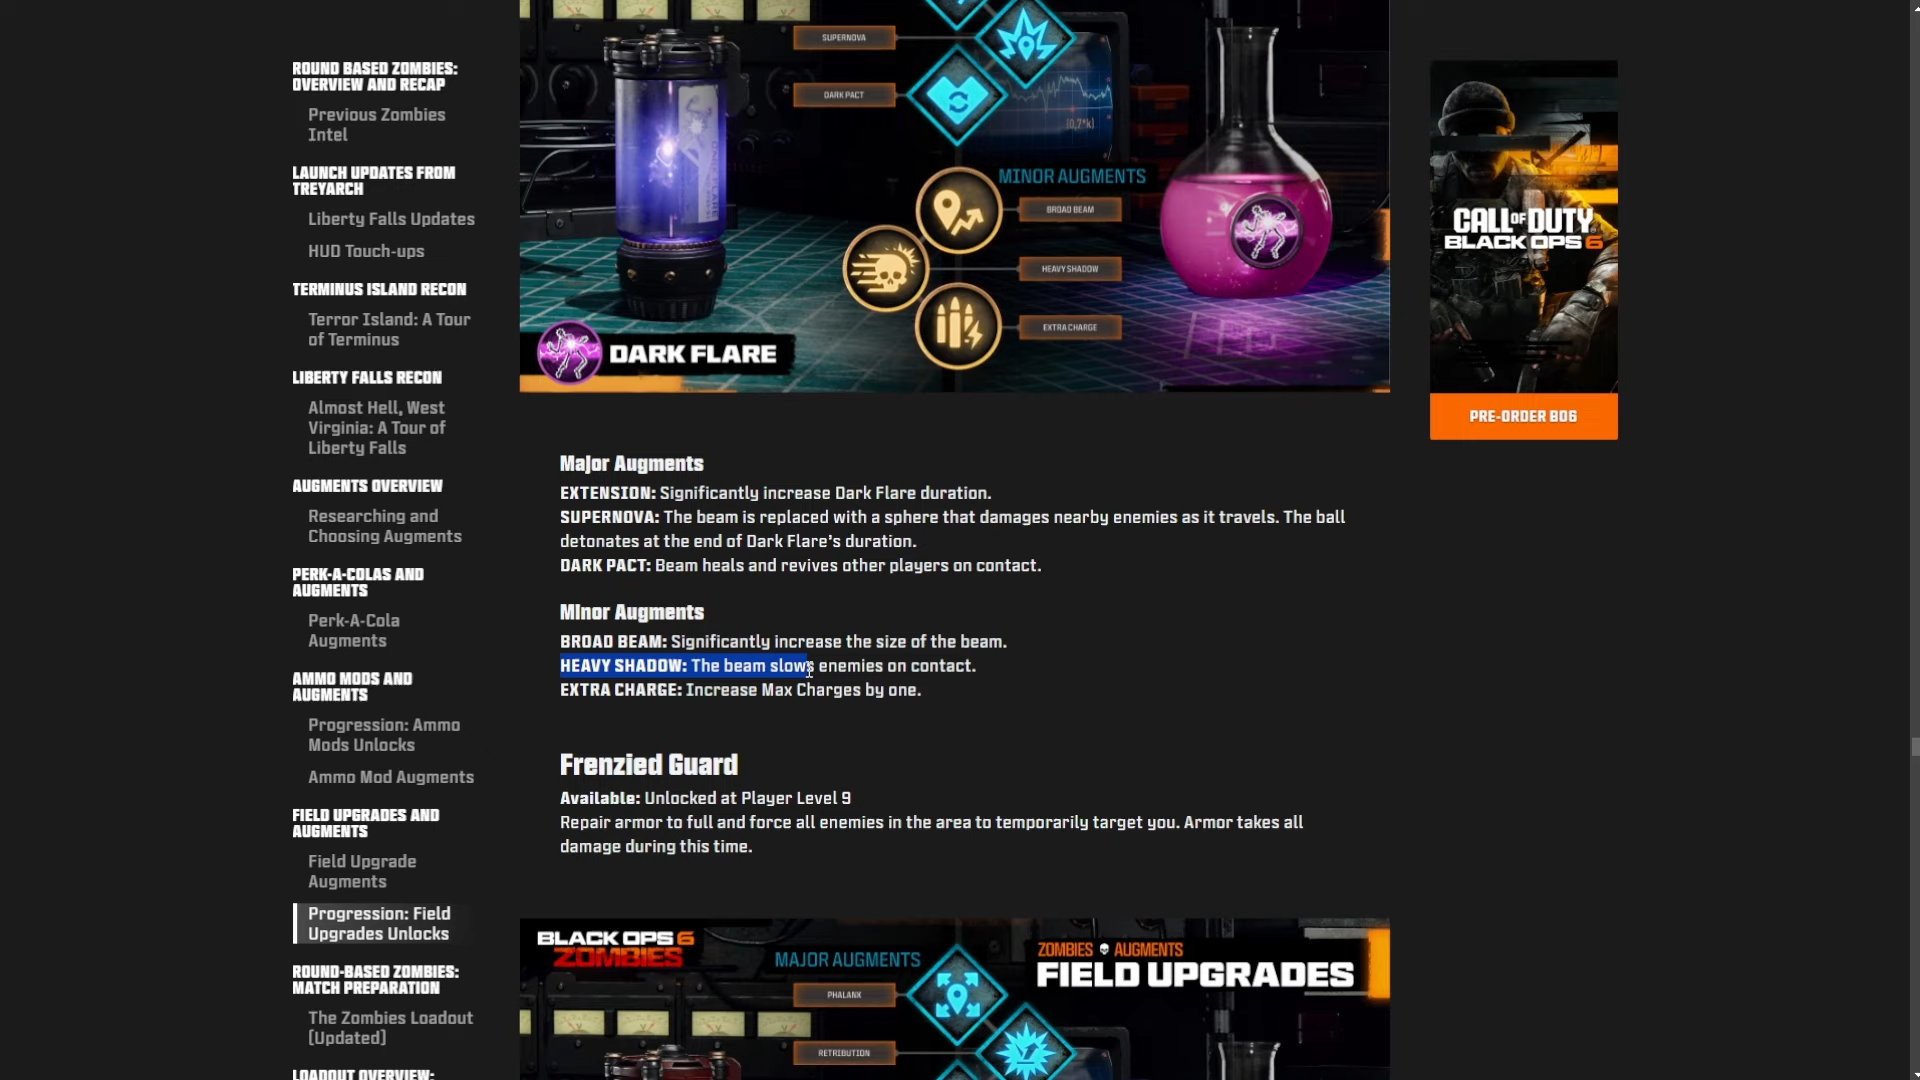 ROUND BASED ZOMBIES:
OVERVIEW AND RECAP
Previous Zombies
Intel
LAUNCH UPDATES FROM
TREYARCH
Liberty Falls Updates
HUD Touch-ups
TERMINUS ISLAND RECON
Terror Island: A Tour
of Terminus
LIBERTY FALLS RECON
Almost Hell, West
Virginia: A Tour of
Liberty Falls
AUGMENTS OVERVIEW
Researching and
Choosing Augments
PERK-A-COLAS AND
AUGMENTS
Perk-A-Cola
Augments
AMMO MODS AND
AUGMENTS
Progression: Ammo
Mods Unlocks
Ammo Mod Augments
FIELD UPGRADES AND
AUGMENTS
Field Upgrade
Augments
Progression: Field
Upgrades Unlocks
ROUND-BASED ZOMBIES:
MATCH PREPARATION
The Zombies Loadout
(Updated)
LOADOUT OVERVIEW:
SUPERNOVA
DARK PACT
[0,7*k]
MINOR AUGMENTS
BROAD BEAM
HEAVY SHADOW
EXTRA CHARGE
DARK FLARE
Major Augments
EXTENSION: Significantly increase Dark Flare duration.
SUPERNOVA: The beam is replaced with a sphere that damages nearby enemies as it travels. The ball
detonates at the end of Dark Flare's duration.
DARK PACT: Beam heals and revives other players on contact.
Minor Augments
BROAD BEAM: Significantly increase the size of the beam.
HEAVY SHADOW: The beam slows enemies on contact.
EXTRA CHARGE: Increase Max Charges by one.
Frenzied Guard
Available: Unlocked at Player Level 9
Repair armor to full and force all enemies in the area to temporarily target you. Armor takes all
damage during this time.
BLACK OPS 6
ZOMBIES
MAJOR AUGMENTS
PHALANX
RETRIBUTION
ZOMBIES AUGMENTS
FIELD UPGRADES
CALL OF DUTY
BLACK OPS 6
PRE-ORDER BO6